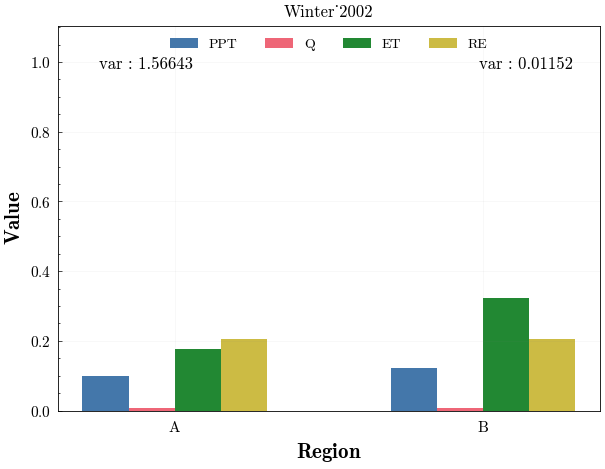 Winter˙2002
PPT Q ET RE
var : 1.56643 var : 0.01152
1.0
0.8
0.6
0.4
0.2
0.0
Value
A B
Region